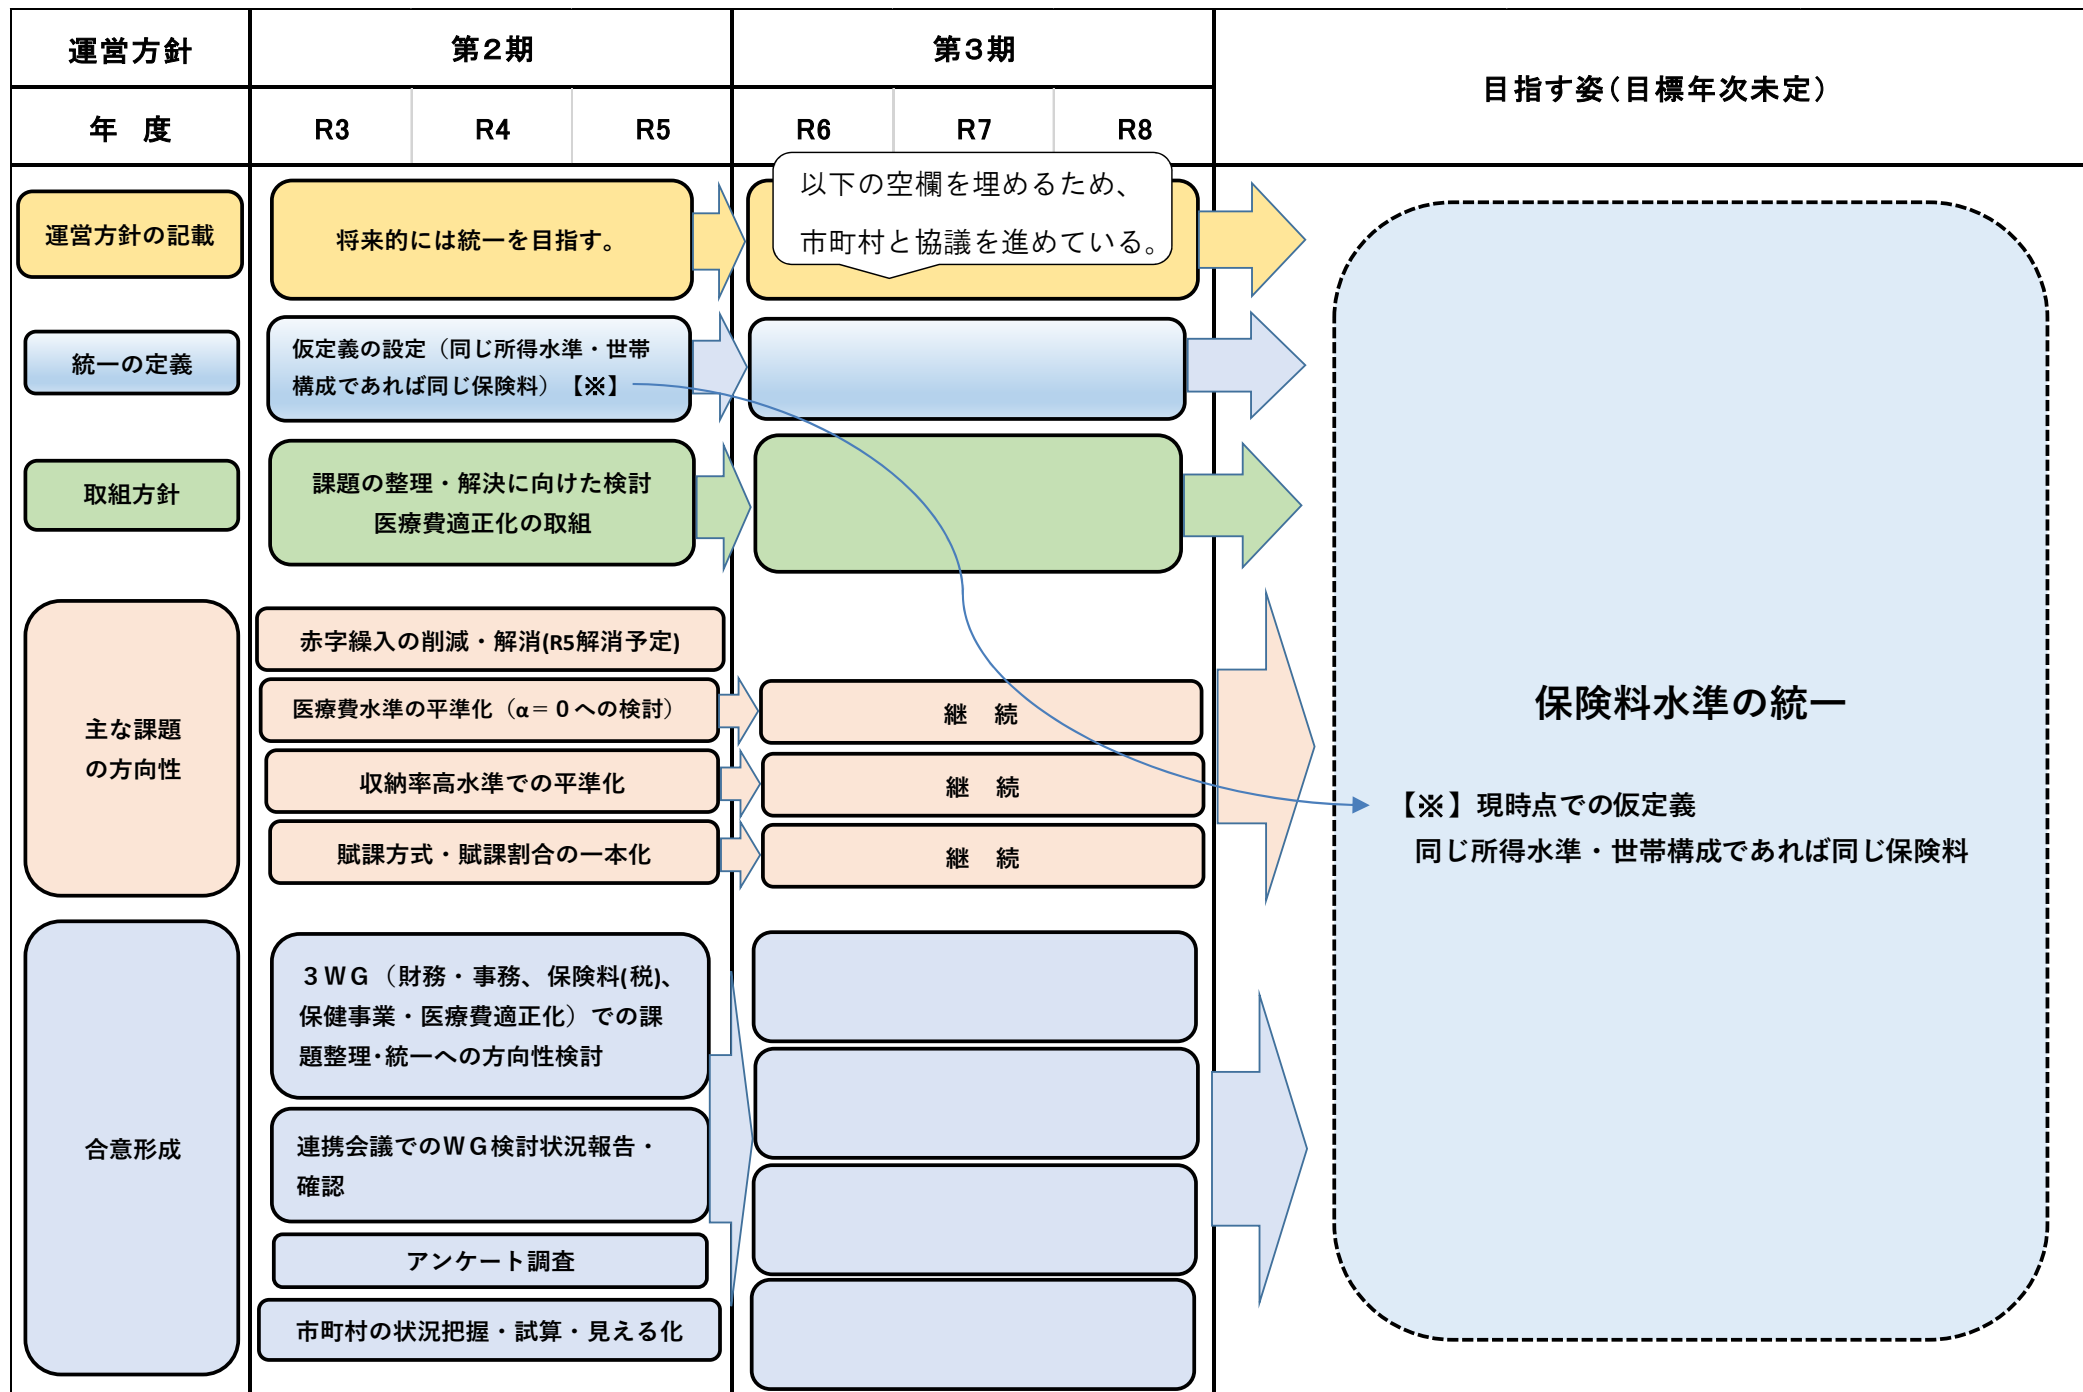 運営方針
第2期
第3期
目指す姿(目標年次未定)
年 度
R3
R4
R5
R6
R7
R8
以下の空欄を埋めるため、
市町村と協議を進めている。
運営方針の記載
将来的には統一を目指す。
統一の定義
仮定義の設定（同じ所得水準・世帯
構成であれば同じ保険料）【※】
取組方針
課題の整理・解決に向けた検討
医療費適正化の取組
主な課題
の方向性
赤字繰入の削減・解消(R5解消予定)
医療費水準の平準化（α＝０への検討）
継 続
収納率高水準での平準化
継 続
賦課方式・賦課割合の一本化
継 続
保険料水準の統一
【※】現時点での仮定義
同じ所得水準・世帯構成であれば同じ保険料
合意形成
３ＷＧ（財務・事務、保険料(税)、
保健事業・医療費適正化）での課
題整理･統一への方向性検討
連携会議でのＷＧ検討状況報告・
確認
アンケート調査
市町村の状況把握・試算・見える化